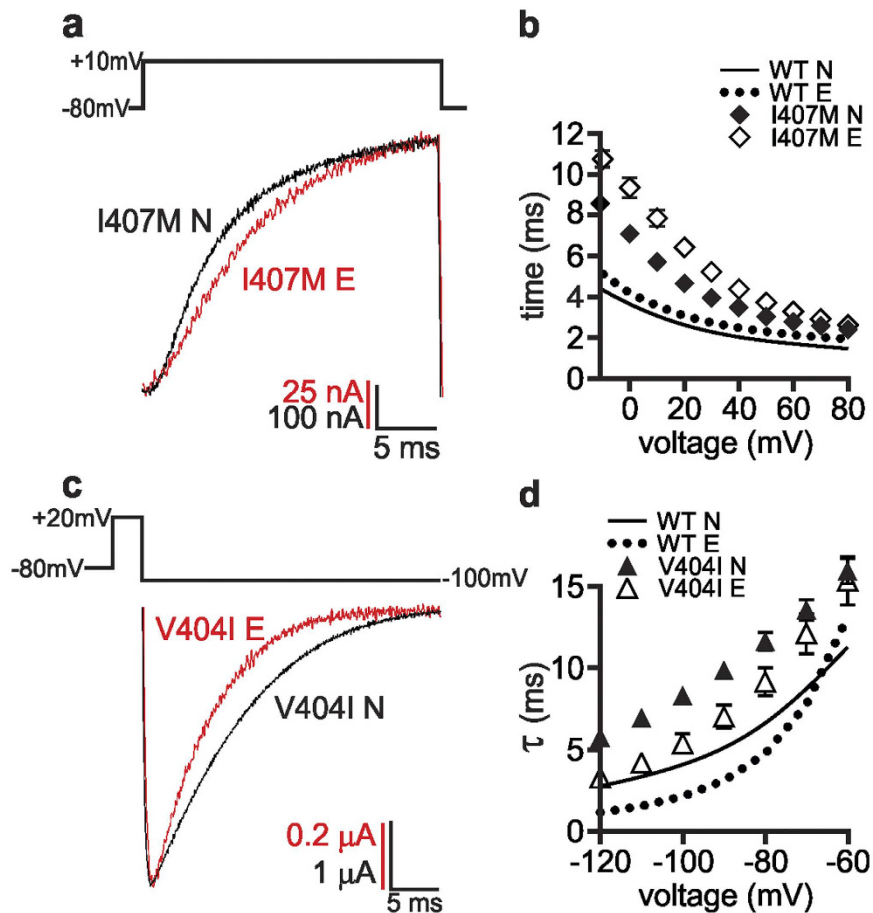 a
+10mV
-80mV
I407M N
I407M E
25 nA
100 nA
5 ms
b
WT N
WT E
I407M N
I407M E
12
10
8
6
4
2
0
time (ms)
0 20 40 60 80
voltage (mV)
c
+20mV
-80mV
-100mV
V404I E
V404I N
0.2 µA
1 µA
5 ms
d
WT N
WT E
V404I N
V404I E
15
10
5
0
τ (ms)
-120 -100 -80 -60
voltage (mV)